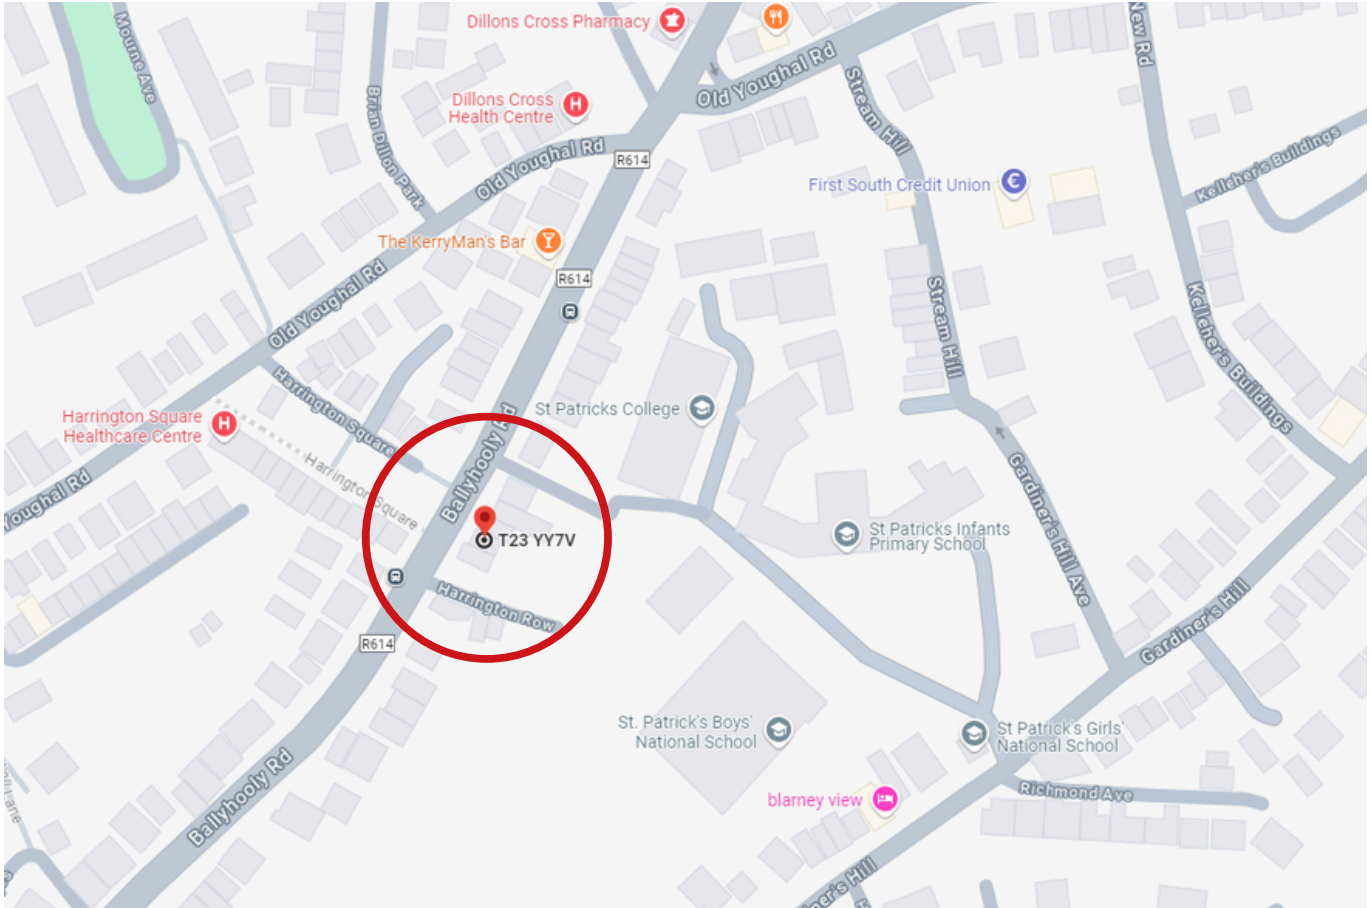 Mourne Ave
Dillons Cross Pharmacy
New Rd
Old Youghal Rd
Stream Hill
Brian Dillon Park
Dillons Cross
Health Centre
Old Youghal Rd
R614
Kelleher's Buildings
First South Credit Union
The KerryMan's Bar
R614
Old Youghal Rd
Stream Hill
Kelleher's Buildings
Harrington Square
St Patricks College
Harrington Square
Healthcare Centre
Harrington Square
Ballyhooly Rd
Youghal Rd
Gardiner's Hill Ave
T23 YY7V
St Patricks Infants
Primary School
Harrington Row
Gardiner's Hill
R614
St. Patrick's Boys'
National School
St Patrick's Girls'
National School
Ballyhooly Rd
blarney view
Richmond Ave
iner's Hill
Lane